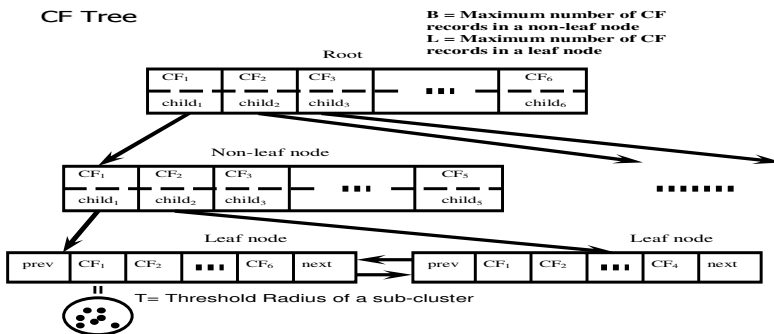 CF Tree
B = Maximum number of CF
records in a non-leaf node
L = Maximum number of CF
records in a leaf node
Root
CF1 CF2 CF3 CF6
child1 child2 child3 child6
Non-leaf node
CF1 CF2 CF3 CF5
child1 child2 child3 child5
Leaf node Leaf node
prev CF1 CF2 CF6 next prev CF1 CF2 CF4 next
T= Threshold Radius of a sub-cluster